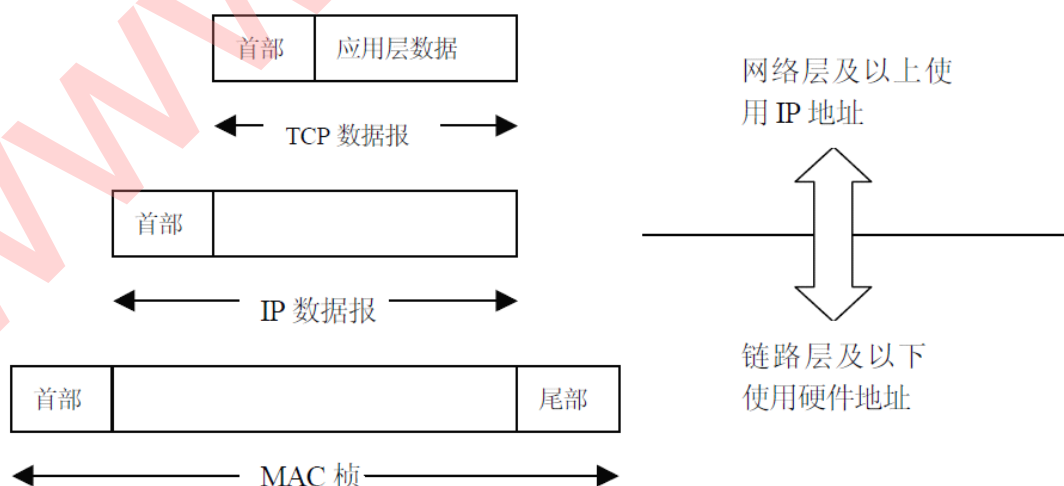 首部 应用层数据
TCP 数据报
首部
IP 数据报
首部 尾部
MAC 桢
网络层及以上使
用 IP 地址
链路层及以下
使用硬件地址